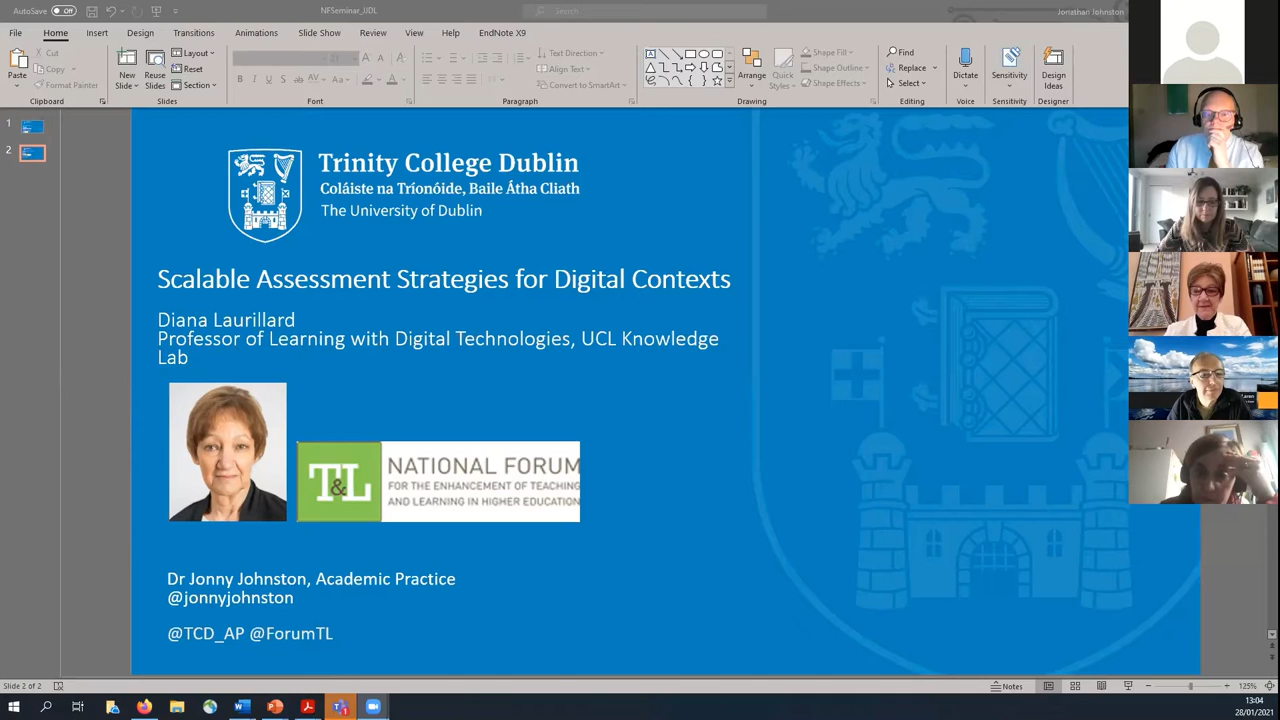 AutoSave Off
NFSeminar_JJDL
Search
Jonathan Johnston
File Home Insert Design Transitions Animations Slide Show Review View Help EndNote X9
Paste
Cut
Copy
Format Painter
Clipboard
New Slide
Reuse Slides
Layout
Reset
Section
Slides
Font
Text Direction
Align Text
Convert to SmartArt
Paragraph
Arrange
Quick Styles
Shape Fill
Shape Outline
Shape Effects
Drawing
Find
Replace
Select
Editing
Dictate
Voice
Sensitivity
Sensitivity
Design Ideas
Designer
1
2
Trinity College Dublin
Coláiste na Tríonóide, Baile Átha Cliath
The University of Dublin
Scalable Assessment Strategies for Digital Contexts
Diana Laurillard
Professor of Learning with Digital Technologies, UCL Knowledge
Lab
T&L
NATIONAL FORUM
FOR THE ENHANCEMENT OF TEACHING
AND LEARNING IN HIGHER EDUCATION
Dr Jonny Johnston, Academic Practice
@jonnyjohnston
@TCD_AP @ForumTL
Slide 2 of 2
Notes
125%
13:04
28/01/2021